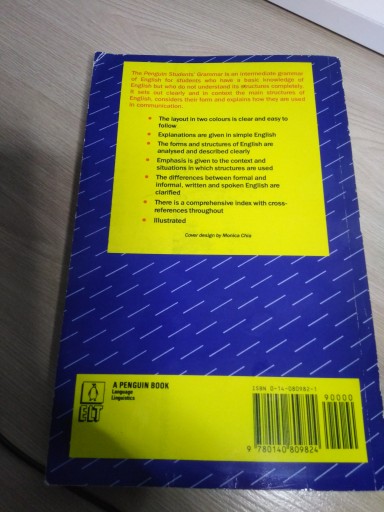 The Penguin Students' Grammar is an intermediate grammar
of English for students who have a basic knowledge of
English but who do not understand its structures completely.
It sets out clearly and in context the main structures of
English, considers their form and explains how they are used
in communication.
• The layout in two colours is clear and easy to
follow
• Explanations are given in simple English
• The forms and structures of English are
analysed and described clearly
• Emphasis is given to the context and
situations in which structures are used
• The differences between formal and
informal, written and spoken English are
clarified
• There is a comprehensive index with cross-
references throughout
• Illustrated
Cover design by Monica Chia
A PENGUIN BOOK
Language
Linguistics
ELT
ISBN 0-14-080982-1
90000
9 780140 809824